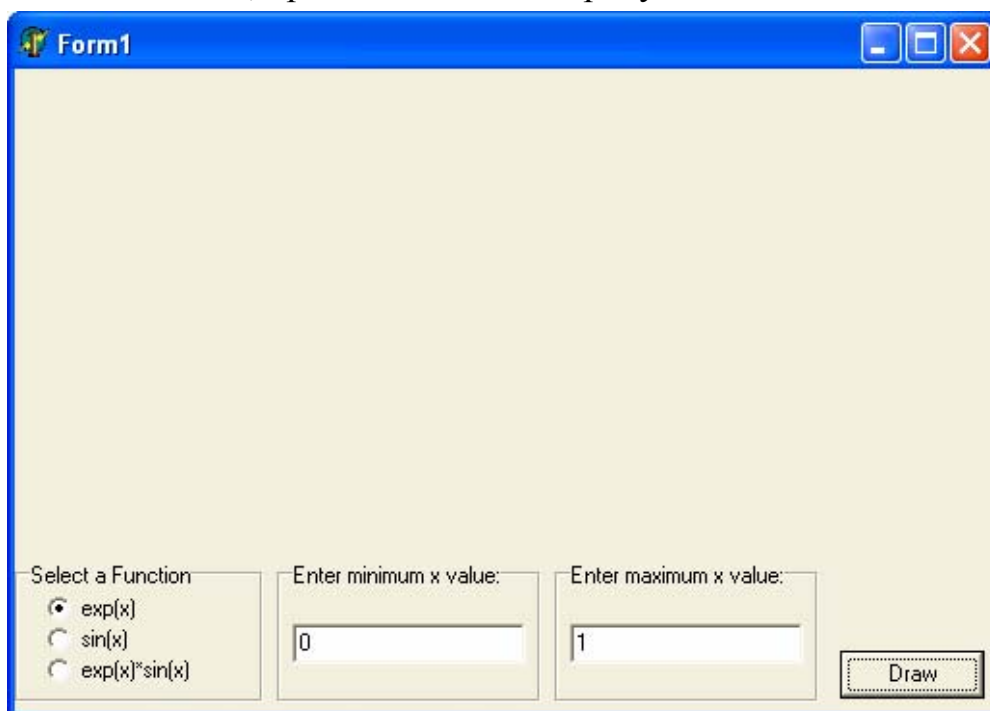 Form1
Select a Function
exp(x)
sin(x)
exp(x)*sin(x)
Enter minimum x value:
0
Enter maximum x value:
1
Draw